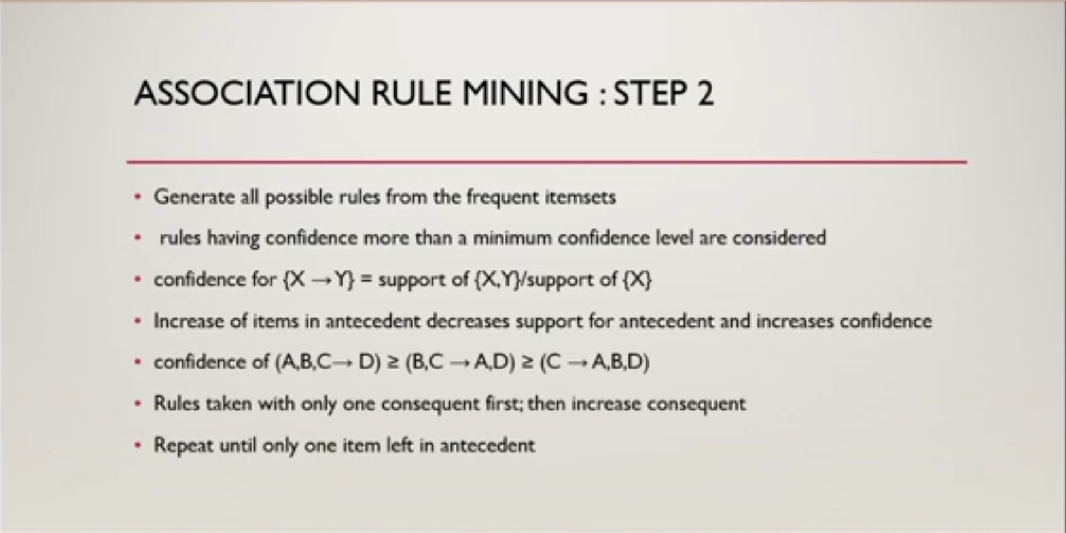 ASSOCIATION RULE MINING : STEP 2
• Generate all possible rules from the frequent itemsets
• rules having confidence more than a minimum confidence level are considered
• confidence for {X → Y} = support of {X,Y}/support of {X}
• Increase of items in antecedent decreases support for antecedent and increases confidence
• confidence of (A,B,C→ D) ≥ (B,C → A,D) ≥ (C → A,B,D)
• Rules taken with only one consequent first; then increase consequent
• Repeat until only one item left in antecedent